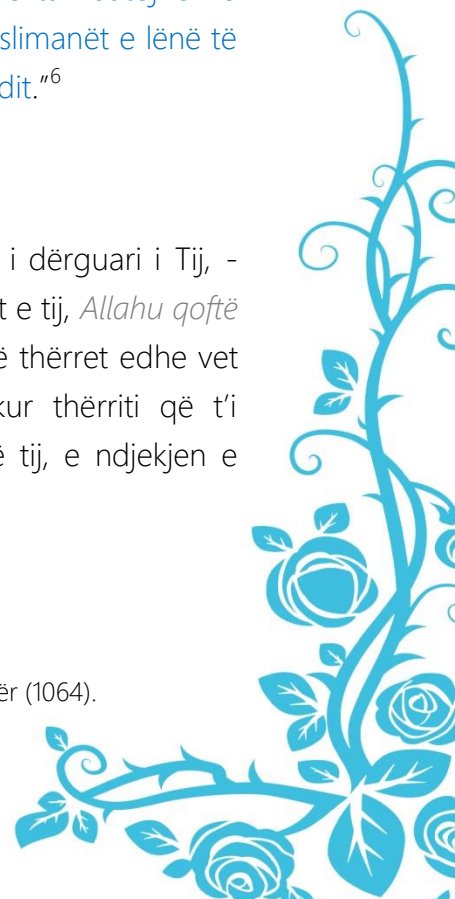 slimanët e lënë të
dit."6
i dërguari i Tij, -
t e tij, Allahu qoftë
ë thërret edhe vet
kur thërriti që t'i
ë tij, e ndjekjen e
ër (1064).